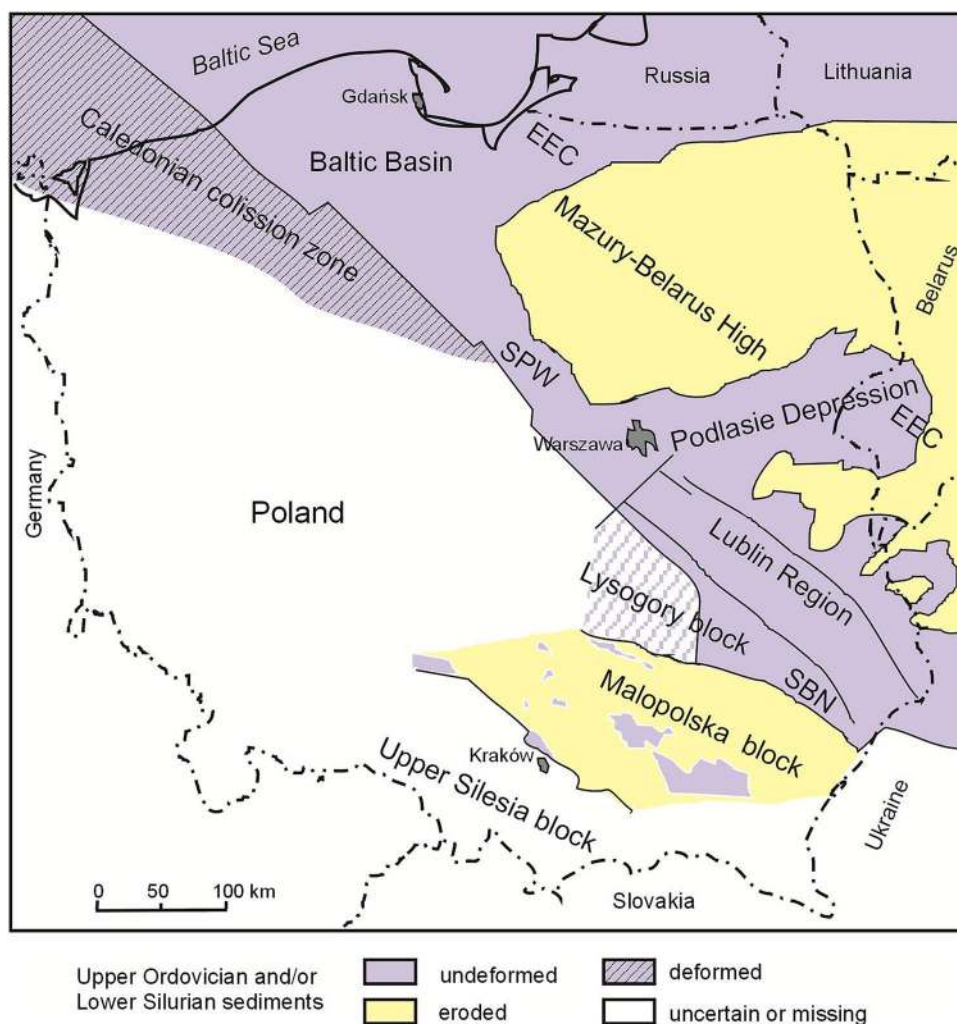 Baltic Sea
Russia
Lithuania
Gdańsk
EEC
Baltic Basin
Caledonian colission zone
Mazury-Belarus High
Belarus
SPW
Podlasie Depression
EEC
Warszawa
Germany
Poland
Lublin Region
Lysogory block
SBN
Malopolska block
Kraków
Upper Silesia block
Ukraine
0 50 100 km
Slovakia
Upper Ordovician and/or
Lower Silurian sediments
undeformed
deformed
eroded
uncertain or missing